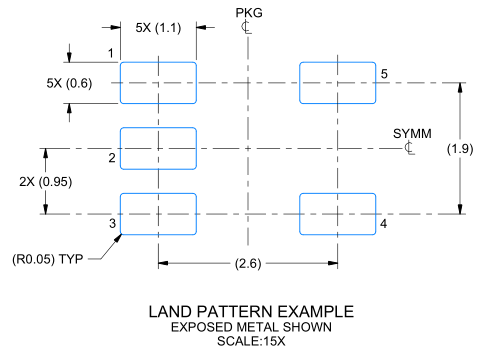 PKG
℄
5X (1.1)
1
5
5X (0.6)
SYMM
℄
(1.9)
2
2X (0.95)
3
4
(R0.05) TYP
(2.6)
LAND PATTERN EXAMPLE
EXPOSED METAL SHOWN
SCALE:15X